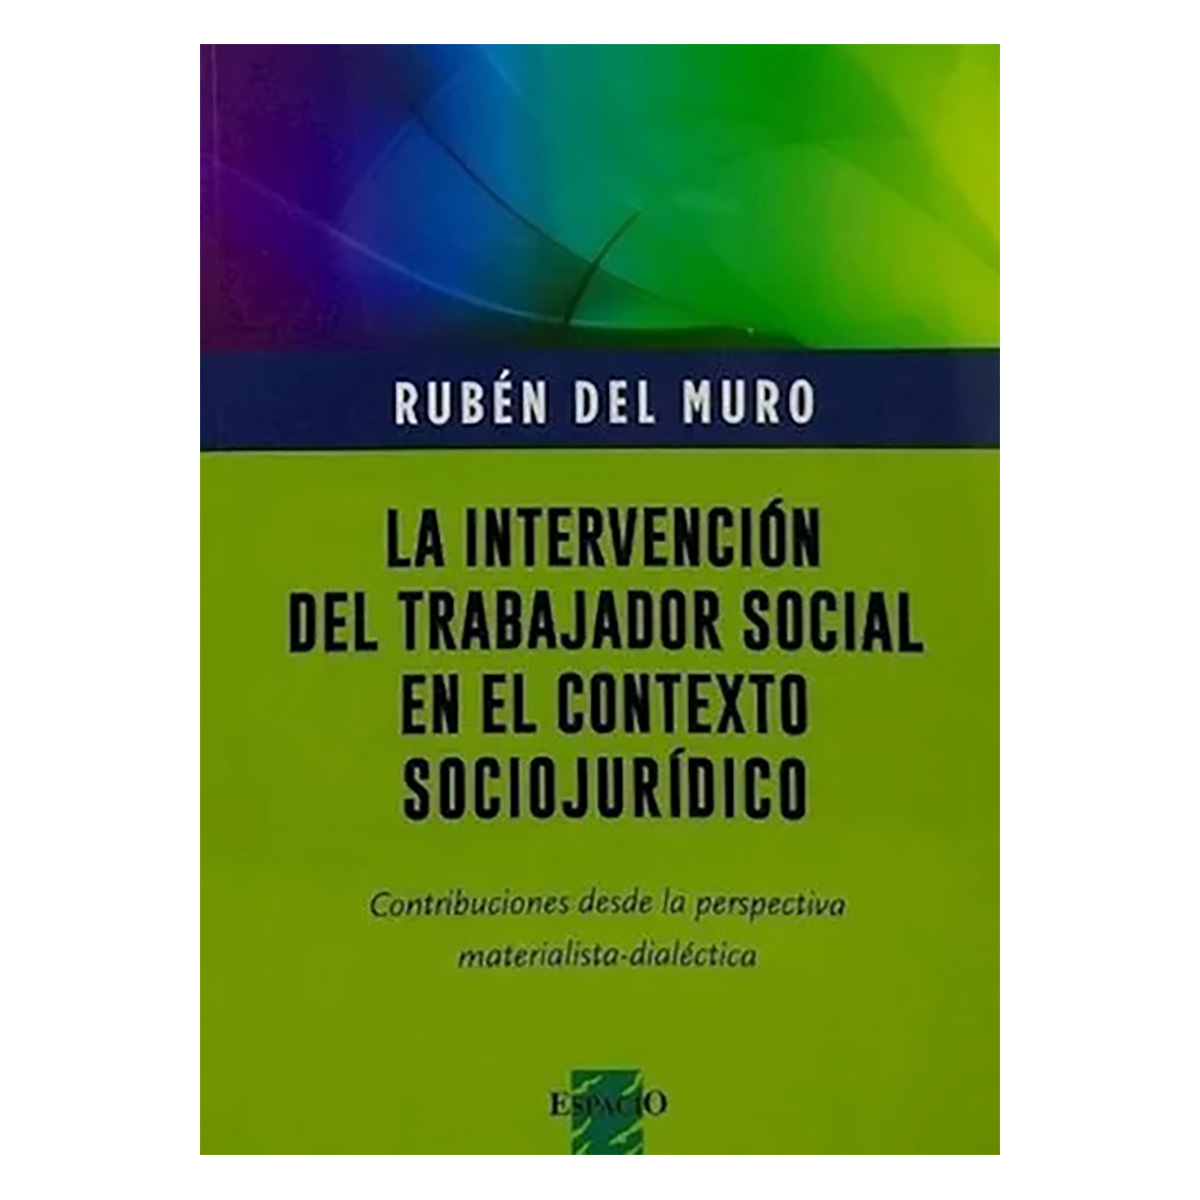 RUBÉN DEL MURO
LA INTERVENCIÓN
DEL TRABAJADOR SOCIAL
EN EL CONTEXTO
SOCIOJURÍDICO
Contribuciones desde la perspectiva
materialista-dialéctica
ESPACIO